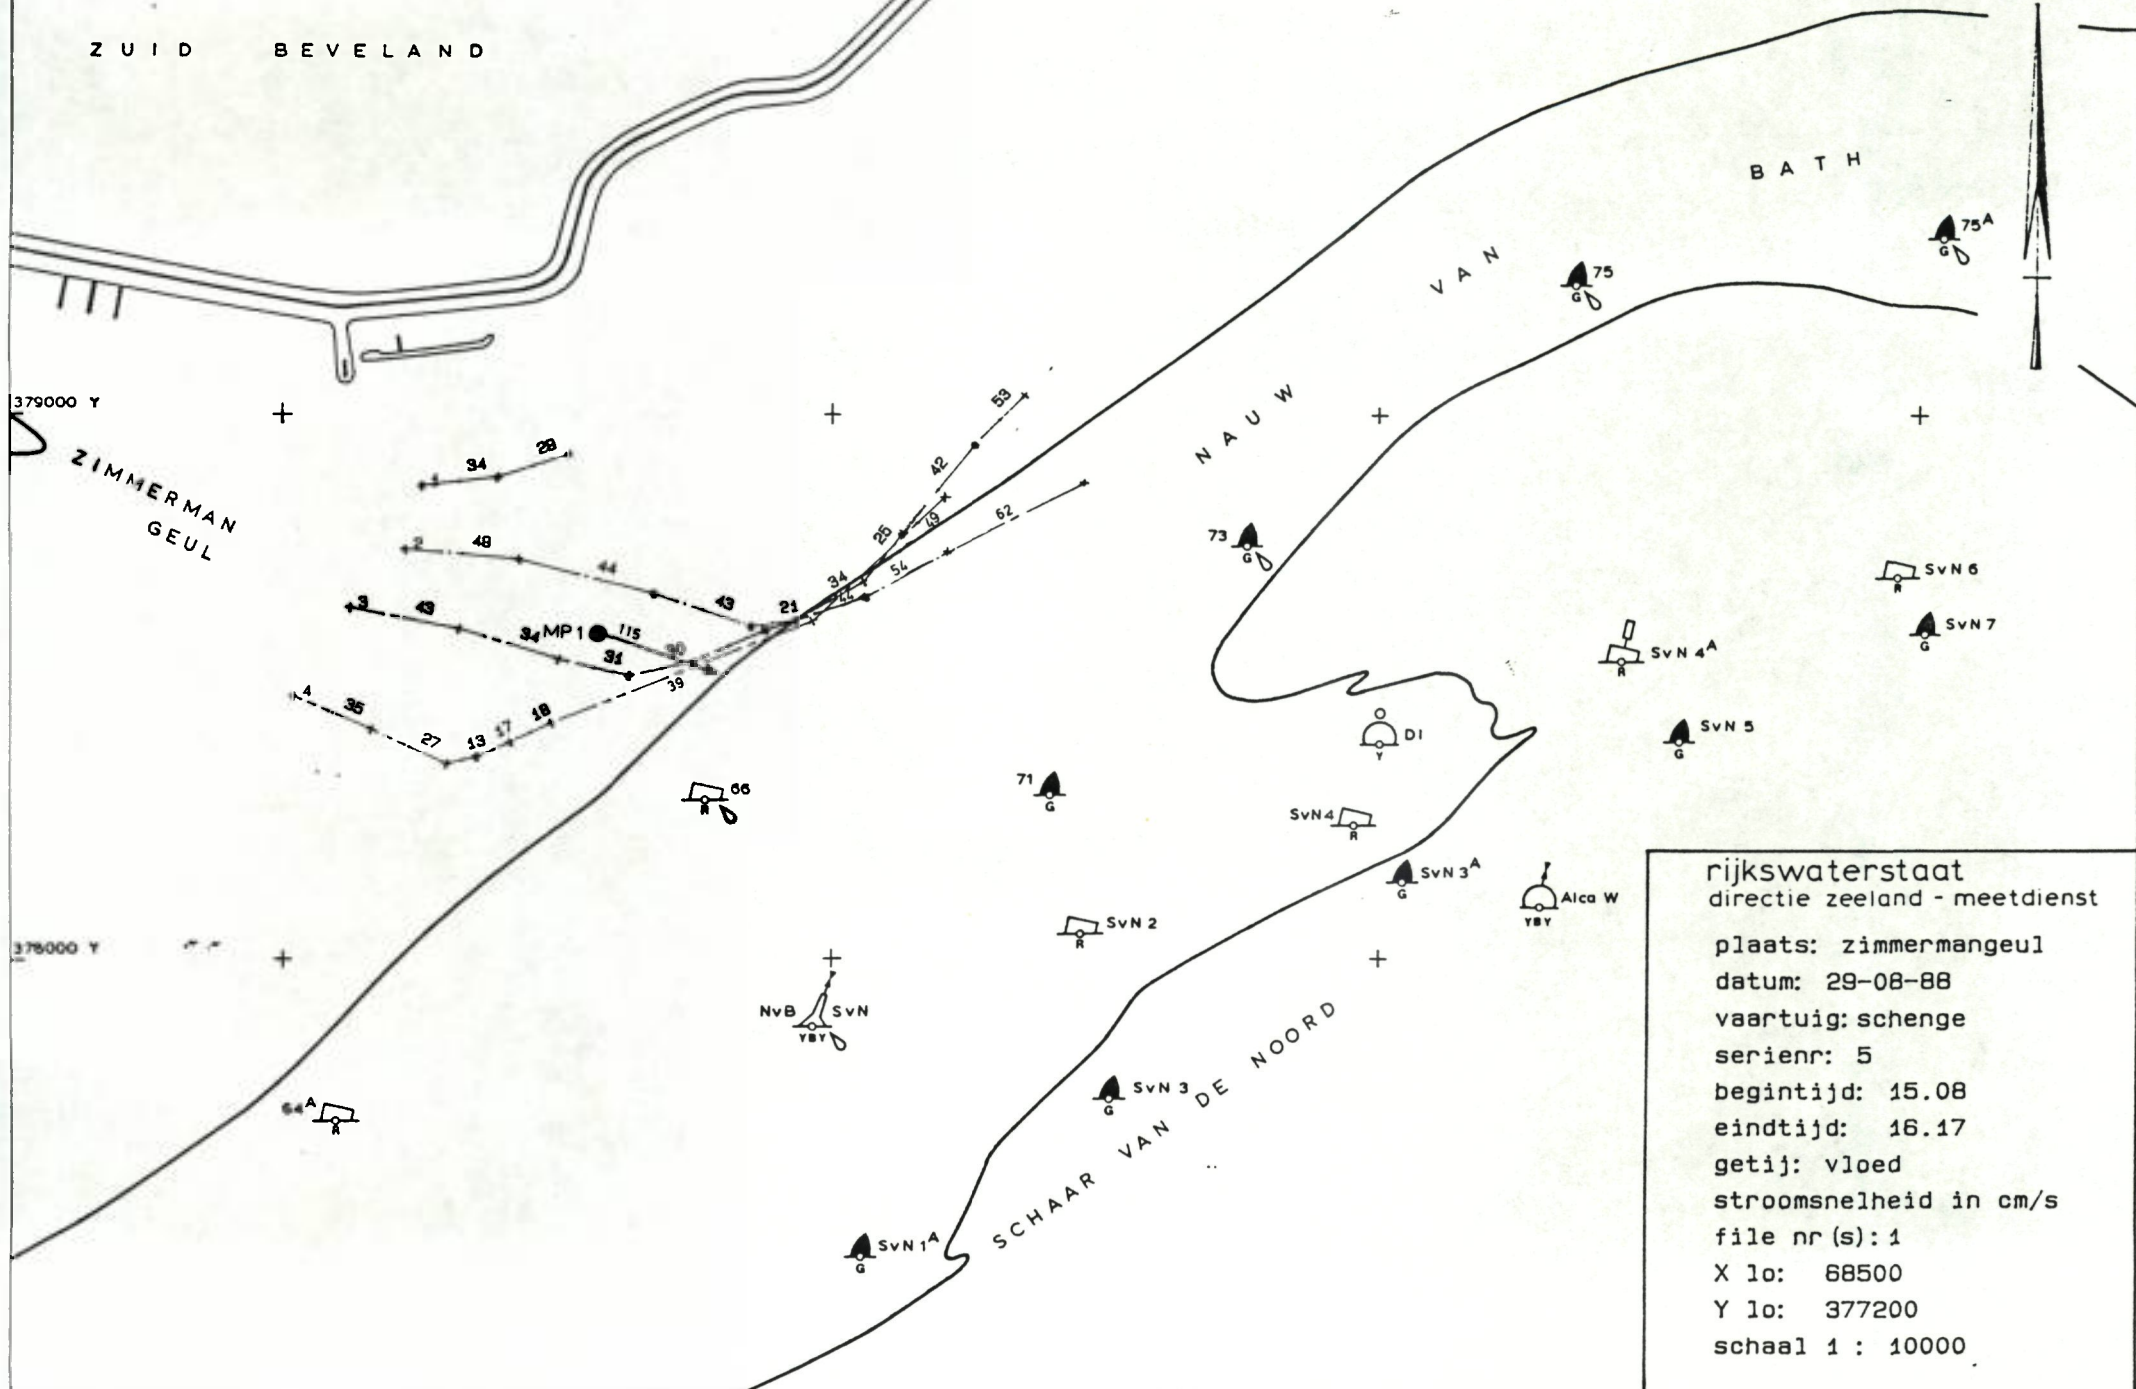 ZUID BEVELAND
BATH
75A
G
VAN
75
G
379000 Y
53
NAUW
ZIMMERMAN
GEUL
1 34 28
42
25
49
62
73
G
2 48
44
54
SvN 6
R
34
44
3 43
43
21
SvN 7
G
34
MP1
115
31
39
SvN 4A
R
4
35
27
13
17
18
D1
Y
SvN 5
G
66
R
71
G
SvN4
R
SvN 3A
G
Alca W
YBY
SvN 2
R
378000 Y
NvB SvN
YBY
64A
R
SvN 3
G
SCHAAR VAN DE NOORD
SvN 1A
G
rijkswaterstaat
directie zeeland - meetdienst
plaats: zimmermangeul
datum: 29-08-88
vaartuig: schenge
serienr: 5
begintijd: 15.08
eindtijd: 16.17
getij: vloed
stroomsnelheid in cm/s
file nr(s): 1
X lo: 68500
Y lo: 377200
schaal 1 : 10000